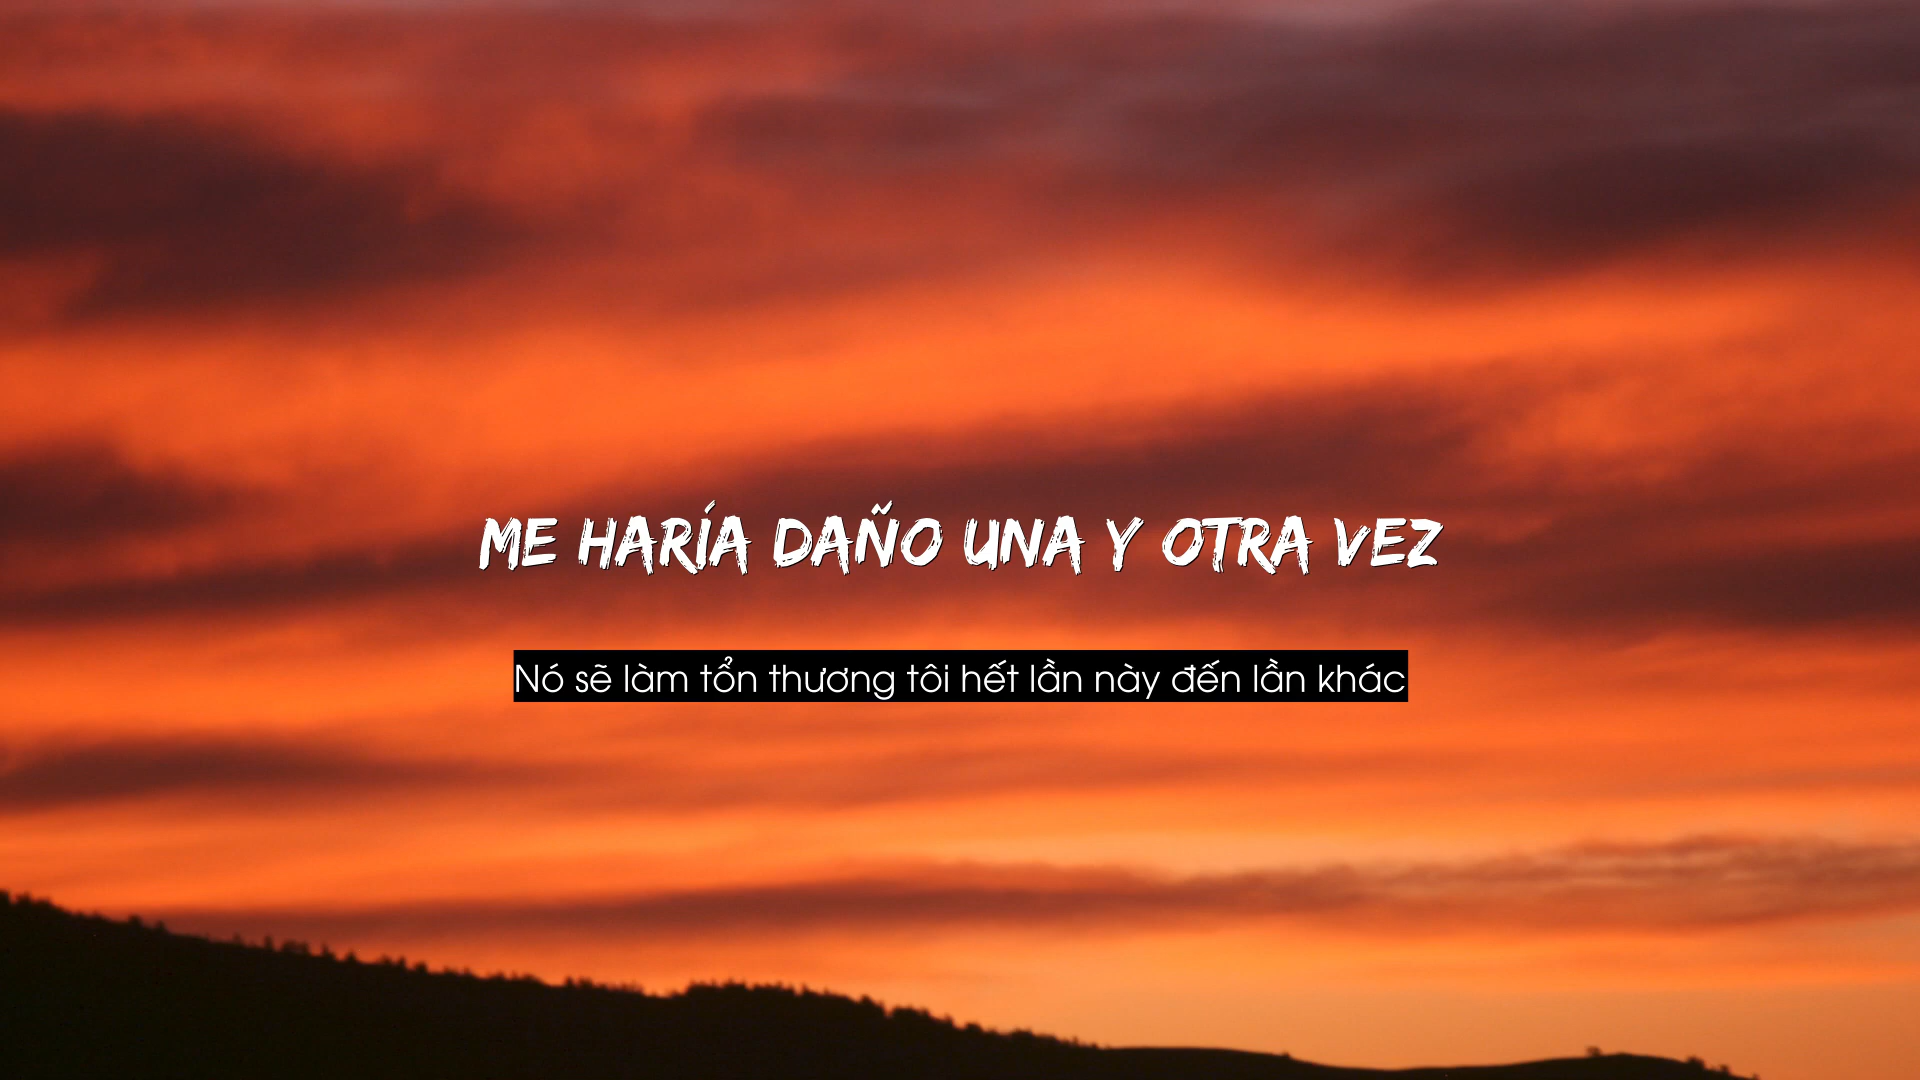 ME HARÍA DAÑO UNA Y OTRA VEZ
Nó sẽ làm tổn thương tôi hết lần này đến lần khác